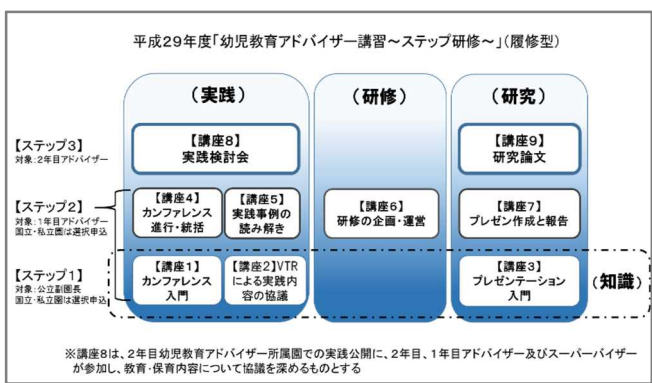 平成29年度「幼児教育アドバイザー講習～ステップ研修～」(履修型)
(実践)
(研修)
(研究)
【ステップ3】
対象:2年目アドバイザー
【講座8】
実践検討会
【講座9】
研究論文
【ステップ2】
対象:1年目アドバイザー
国立・私立園は選択申込
【講座4】
カンファレンス
進行・統括
【講座5】
実践事例の
読み解き
【講座6】
研修の企画・運営
【講座7】
プレゼン作成と報告
【ステップ1】
対象:公立副園長
国立・私立園は選択申込
【講座1】
カンファレンス
入門
【講座2】VTR
による実践内
容の協議
【講座3】
プレゼンテーション
入門
(知識)
※講座8は、2年目幼児教育アドバイザー所属園での実践公開に、2年目、1年目アドバイザー及びスーパーバイザー
が参加し、教育・保育内容について協議を深めるものとする